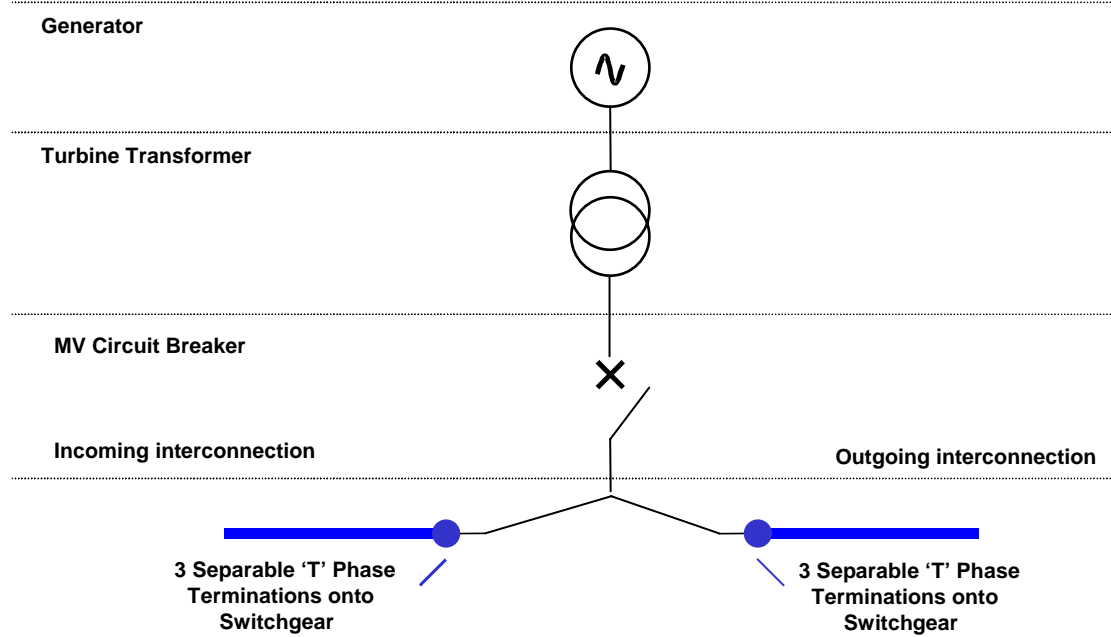 Generator
Turbine Transformer
MV Circuit Breaker
Incoming interconnection
Outgoing interconnection
3 Separable ‘T’ Phase
Terminations onto
Switchgear
3 Separable ‘T’ Phase
Terminations onto
Switchgear